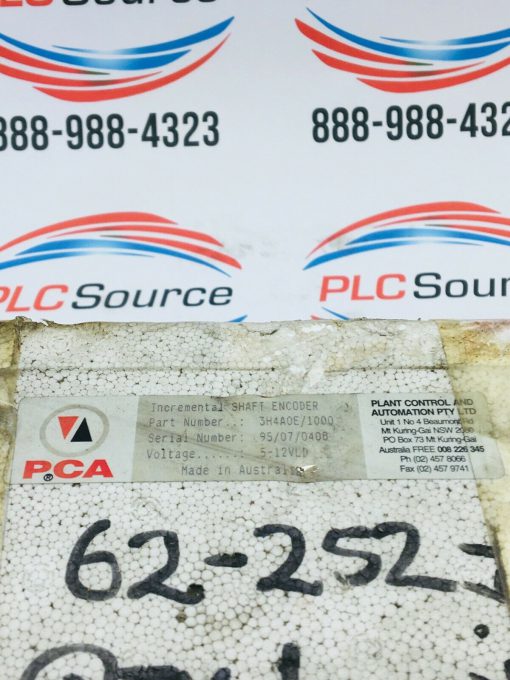 PLC Source
888-988-4323
888-988-432
PLC Source
PLC Sour
PCA
Incremental SHAFT ENCODER
Part Number..: 3H4A0E/1000
Serial Number: 95/07/0408
Voltage......: 5-12VLD
Made in Australia
PLANT CONTROL AND
AUTOMATION PTY LTD
Unit 1 No 4 Beaumont Rd
Mt Kuring-Gai NSW 2080
PO Box 73 Mt Kuring-Gai
Australia FREE 008 226 345
Ph (02) 457 8066
Fax (02) 457 9741
62-252